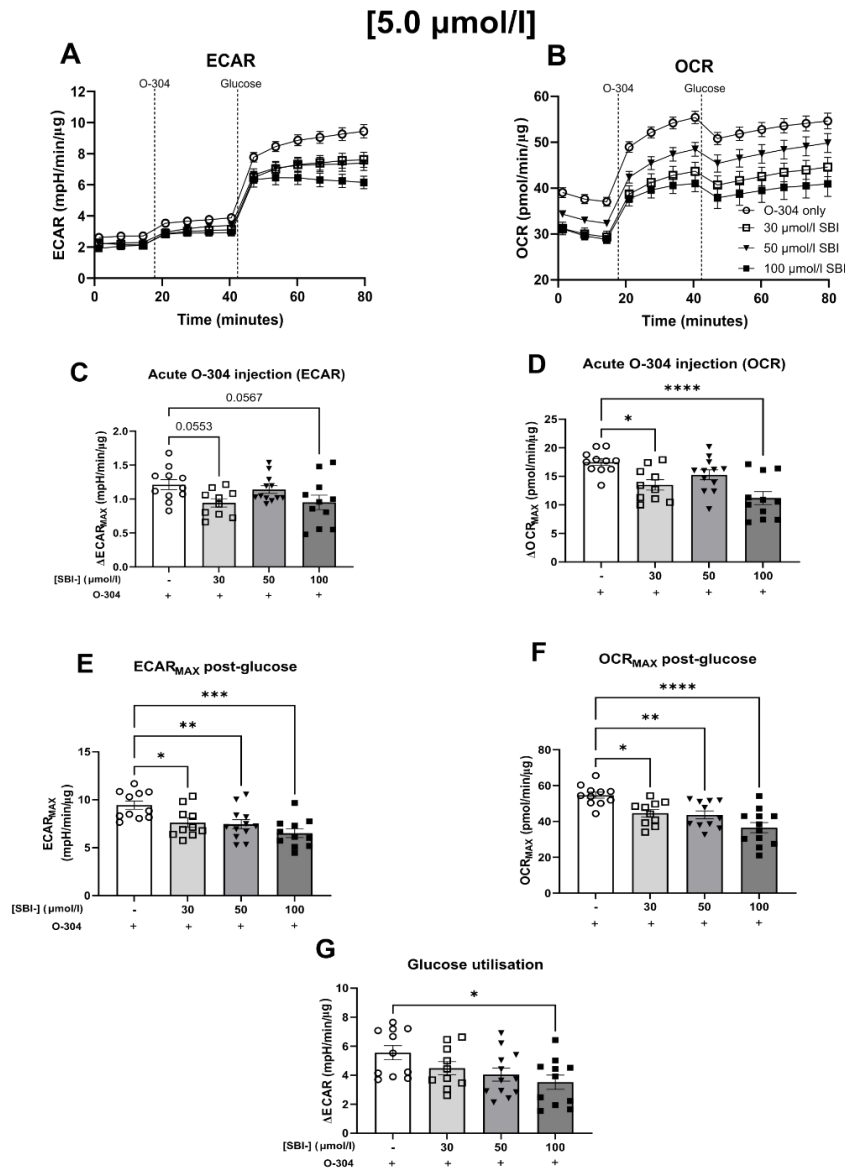 [5.0 µmol/l]
A
ECAR
O-304
Glucose
12
10
8
6
4
2
0
ECAR (mpH/min/µg)
0 20 40 60 80
Time (minutes)
B
OCR
O-304
Glucose
60
50
40
30
20
OCR (pmol/min/µg)
O-304 only
30 µmol/l SBI
50 µmol/l SBI
100 µmol/l SBI
0 20 40 60 80
Time (minutes)
C
Acute O-304 injection (ECAR)
0.0567
0.0553
2.0
1.5
1.0
0.5
0.0
ΔECARMAX (mpH/min/µg)
[SBI-] (µmol/l) - 30 50 100
O-304 + + + +
D
Acute O-304 injection (OCR)
****
*
25
20
15
10
5
0
ΔOCRMAX (pmol/min/µg)
- 30 50 100
+ + + +
E
ECARMAX post-glucose
***
**
*
15
10
5
0
ECARMAX
(mpH/min/µg)
[SBI-] (µmol/l) - 30 50 100
O-304 + + + +
F
OCRMAX post-glucose
****
**
*
80
60
40
20
0
OCRMAX (pmol/min/µg)
[SBI-] (µmol/l) - 30 50 100
O-304 + + + +
G
Glucose utilisation
*
8
6
4
2
0
ΔECAR (mpH/min/µg)
[SBI-] (µmol/l) - 30 50 100
O-304 + + + +